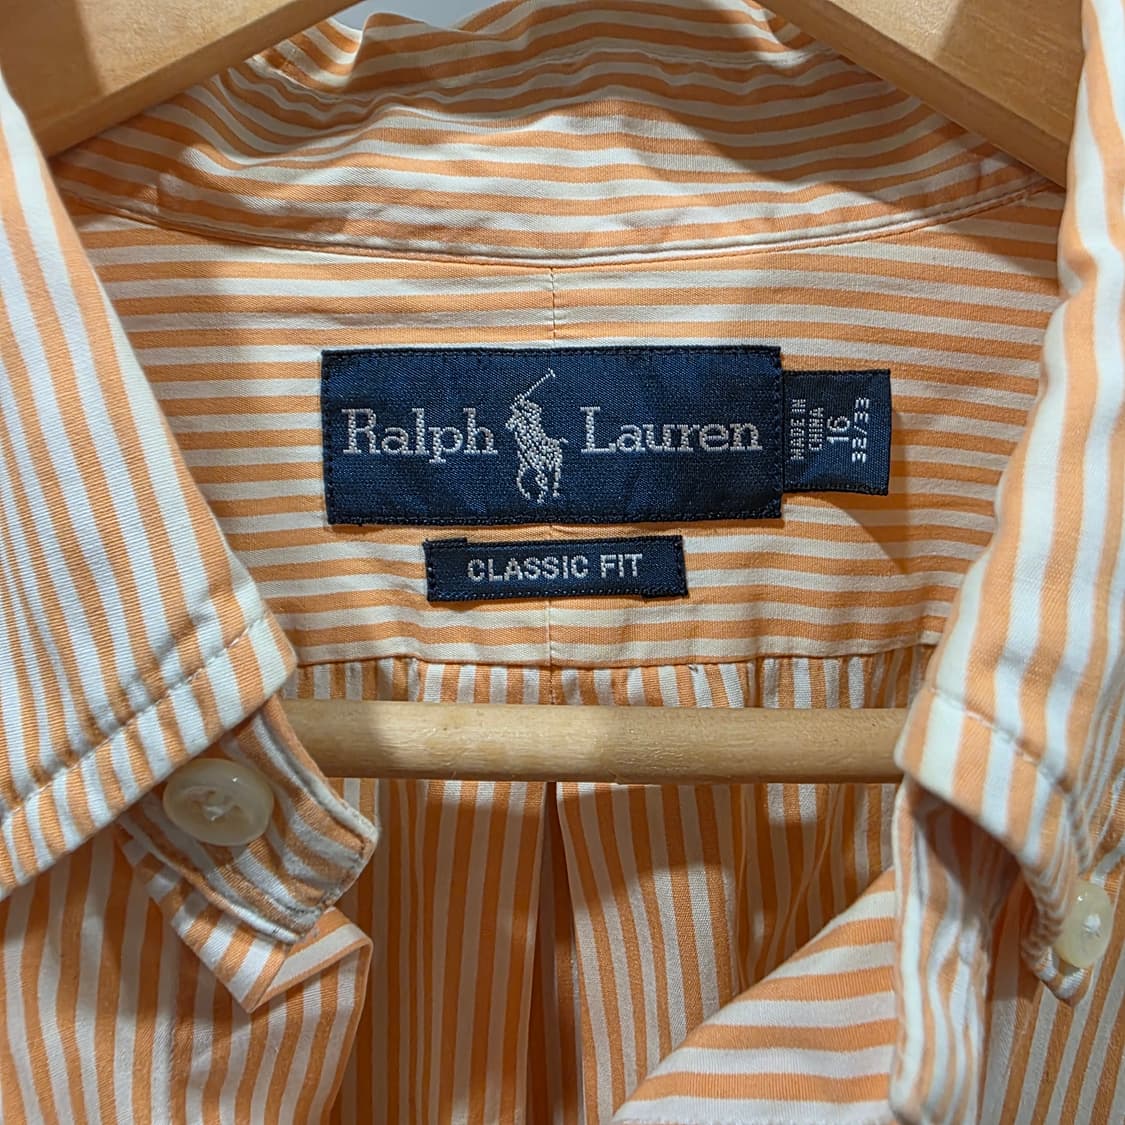 Ralph Lauren
CLASSIC FIT
MADE IN
CHINA
16
32/33